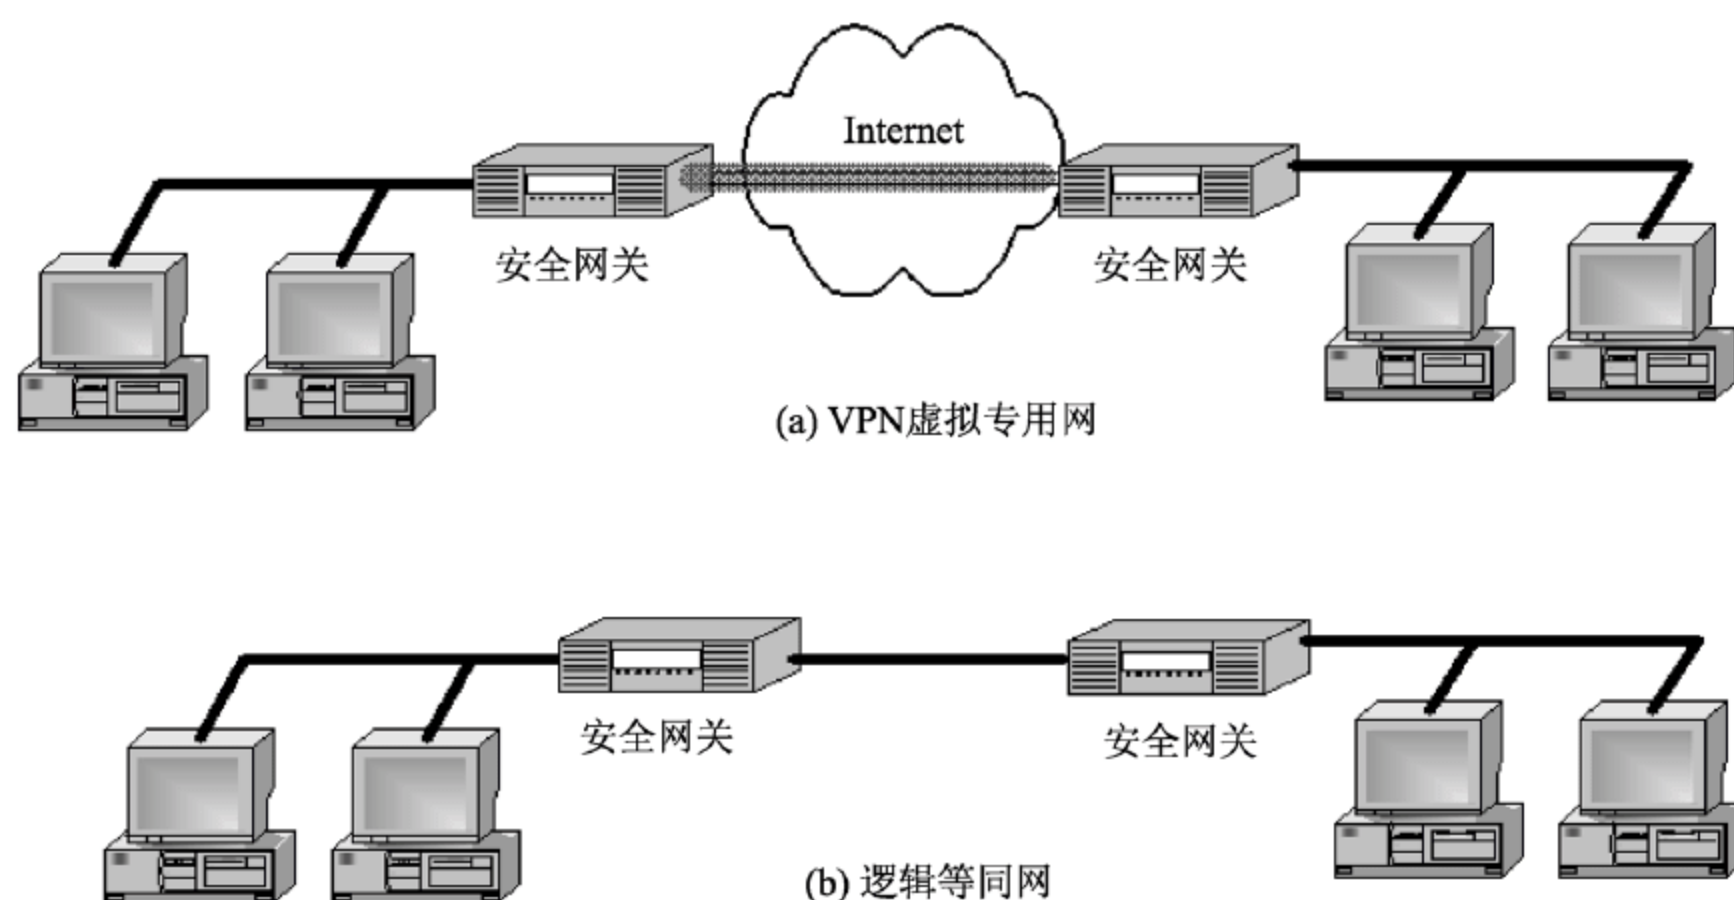 Internet
安全网关
安全网关
(a) VPN虚拟专用网
安全网关
安全网关
(b) 逻辑等同网